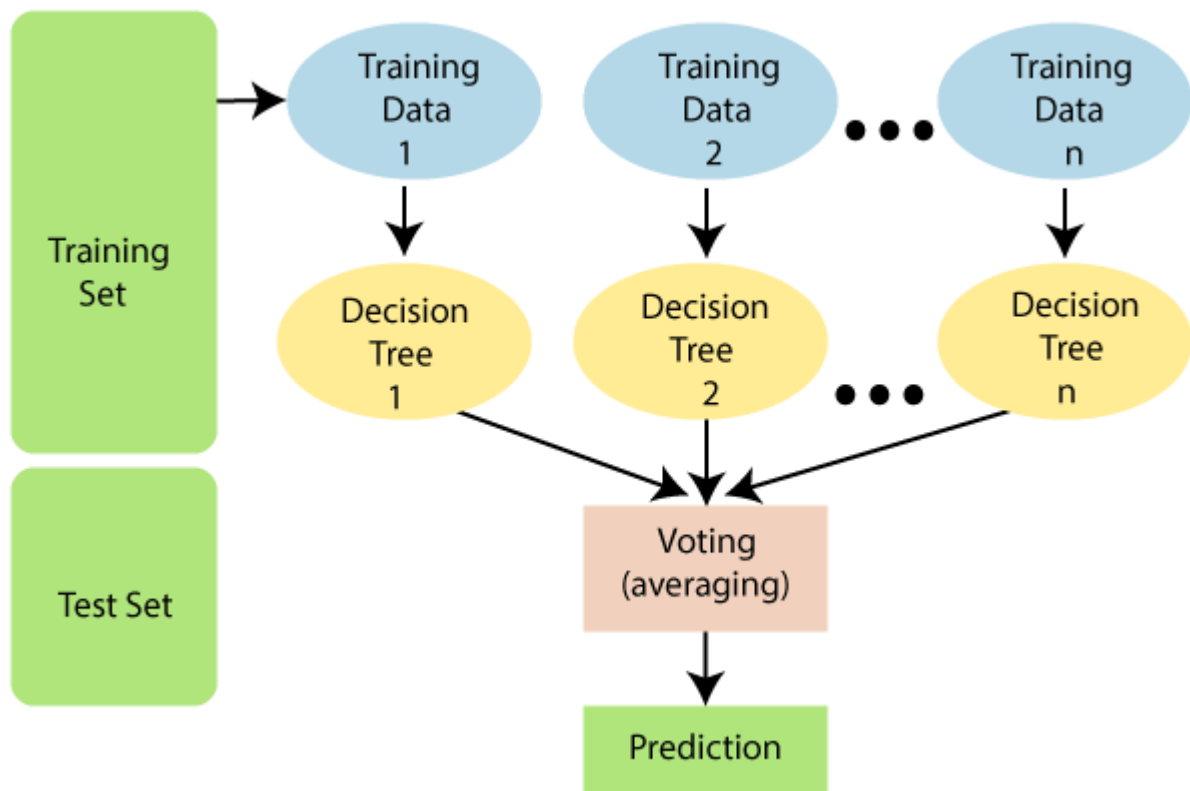 Training
Set
Test Set
Training
Data
1
Training
Data
2
Training
Data
n
Decision
Tree
1
Decision
Tree
2
Decision
Tree
n
Voting
(averaging)
Prediction